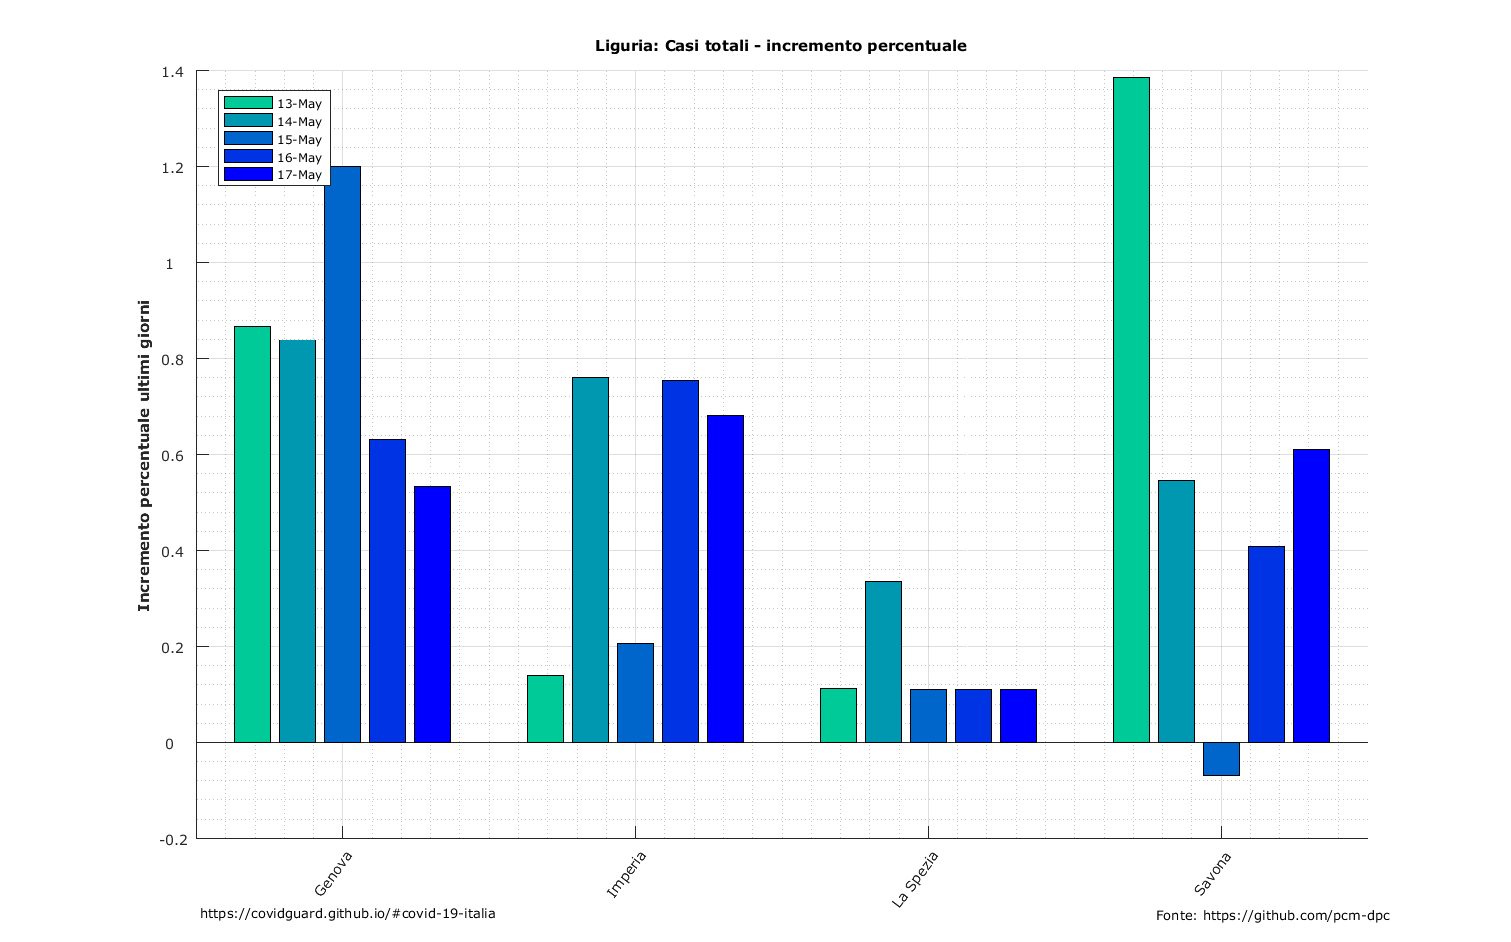 Liguria: Casi totali - incremento percentuale
1.4
1.2
1
0.8
0.6
0.4
0.2
0
-0.2
Incremento percentuale ultimi giorni
13-May
14-May
15-May
16-May
17-May
Genova
Imperia
La Spezia
Savona
https://covidguard.github.io/#covid-19-italia
Fonte: https://github.com/pcm-dpc